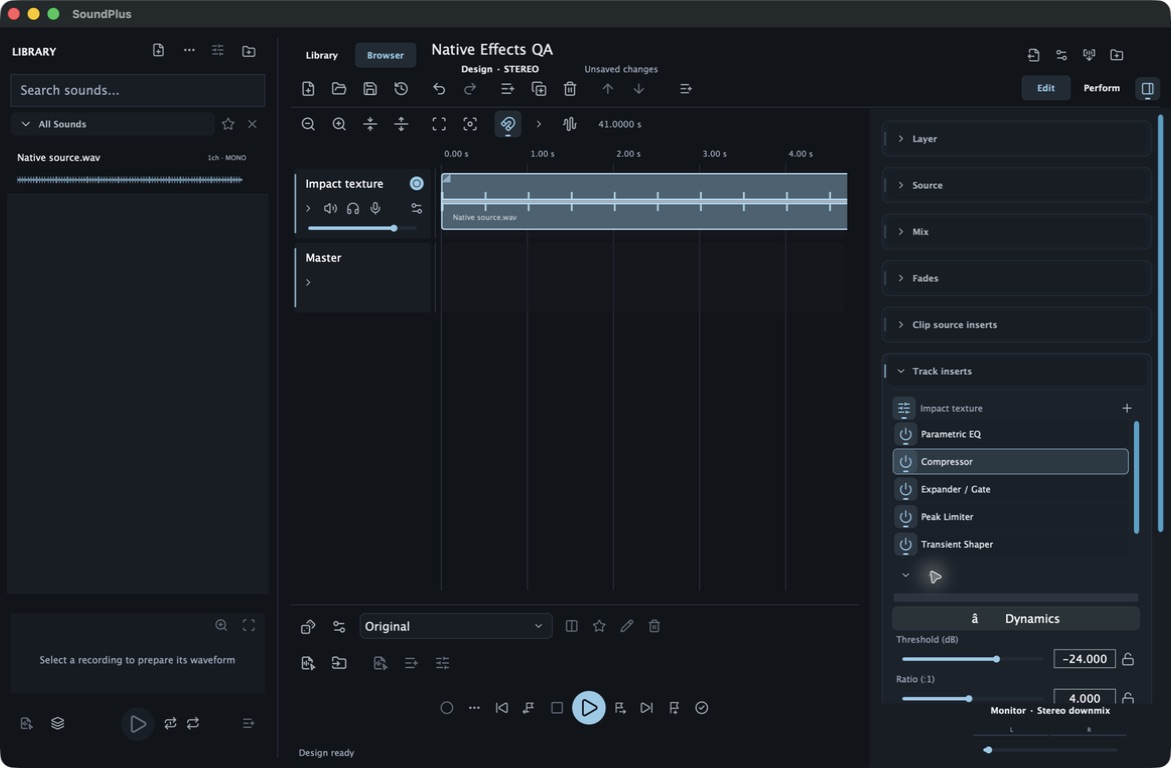 SoundPlus
LIBRARY
Search sounds...
All Sounds
Native source.wav
1ch - MONO
Select a recording to prepare its waveform
Library
Browser
Native Effects QA
Design · STEREO
Unsaved changes
Edit
Perform
41.0000 s
0.00 s
1.00 s
2.00 s
3.00 s
4.00 s
Impact texture
Native source.wav
Master
Original
Design ready
Layer
Source
Mix
Fades
Clip source inserts
Track inserts
Impact texture
Parametric EQ
Compressor
Expander / Gate
Peak Limiter
Transient Shaper
â Dynamics
Threshold (dB)
-24.000
Ratio (:1)
4.000
Monitor · Stereo downmix
L
R